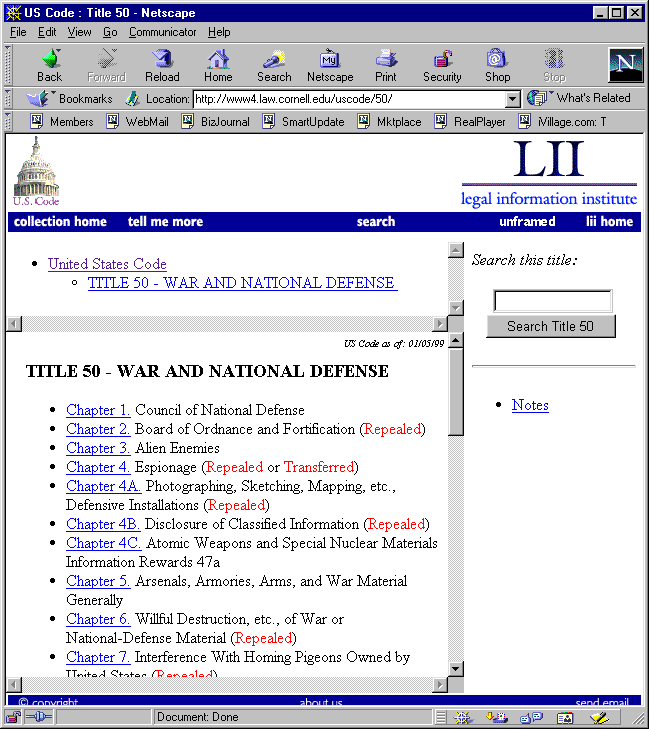 US Code : Title 50 - Netscape
File Edit View Go Communicator Help
Back Forward Reload Home Search Netscape Print Security Shop Stop
My
N
Bookmarks Location: http://www4.law.cornell.edu/uscode/50/ What's Related
Members WebMail BizJournal SmartUpdate Mktplace RealPlayer iVillage.com: T
U.S. Code
LII
legal information institute
collection home tell me more search unframed lii home
United States Code
TITLE 50 - WAR AND NATIONAL DEFENSE
Search this title:
Search Title 50
Notes
US Code as of: 01/05/99
TITLE 50 - WAR AND NATIONAL DEFENSE
Chapter 1. Council of National Defense
Chapter 2. Board of Ordnance and Fortification (Repealed)
Chapter 3. Alien Enemies
Chapter 4. Espionage (Repealed or Transferred)
Chapter 4A. Photographing, Sketching, Mapping, etc.,
Defensive Installations (Repealed)
Chapter 4B. Disclosure of Classified Information (Repealed)
Chapter 4C. Atomic Weapons and Special Nuclear Materials
Information Rewards 47a
Chapter 5. Arsenals, Armories, Arms, and War Material
Generally
Chapter 6. Willful Destruction, etc., of War or
National-Defense Material (Repealed)
Chapter 7. Interference With Homing Pigeons Owned by
United States (Repealed)
© copyright about us send email
Document: Done